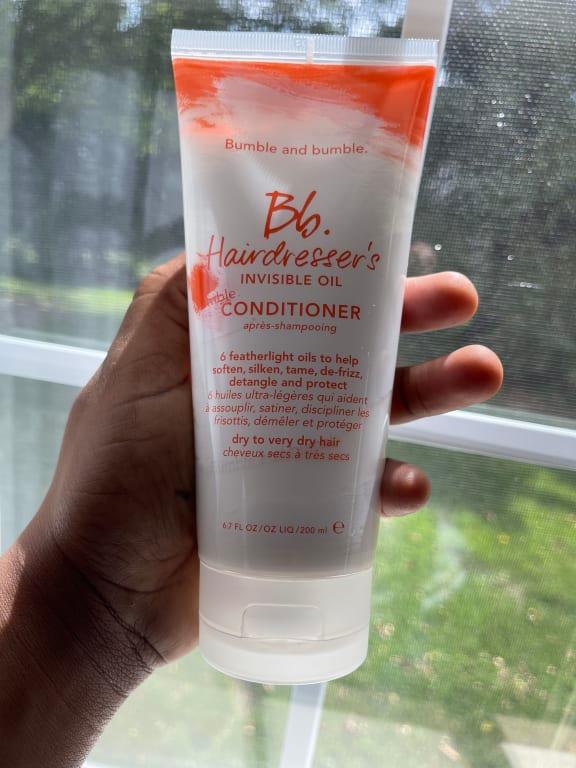 Bumble and bumble.
Bb.
Hairdresser's
INVISIBLE OIL
CONDITIONER
après-shampooing
6 featherlight oils to help
soften, silken, tame, de-frizz,
detangle and protect
6 huiles ultra-légères qui aident
à assouplir, satiner, discipliner les
frisottis, démêler et protéger
dry to very dry hair
cheveux secs à très secs
6.7 FL OZ/OZ LIQ/200 ml ℮